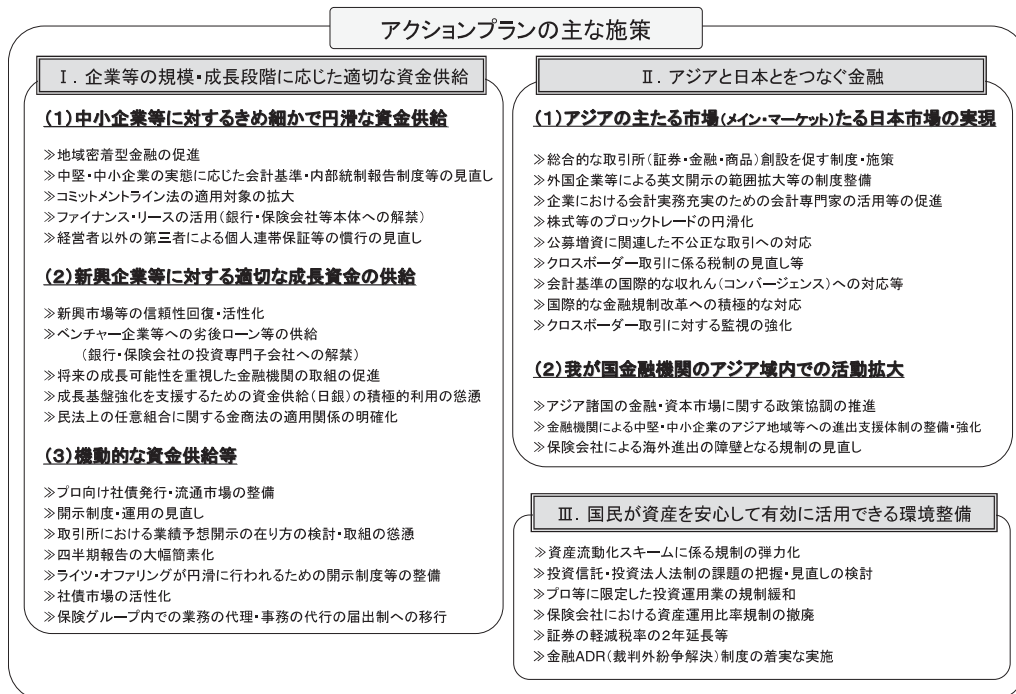 アクションプランの主な施策
Ⅰ．企業等の規模・成長段階に応じた適切な資金供給
(1)中小企業等に対するきめ細かで円滑な資金供給
≫地域密着型金融の促進
≫中堅・中小企業の実態に応じた会計基準・内部統制報告制度等の見直し
≫コミットメントライン法の適用対象の拡大
≫ファイナンス・リースの活用(銀行・保険会社等本体への解禁)
≫経営者以外の第三者による個人連帯保証等の慣行の見直し
(2)新興企業等に対する適切な成長資金の供給
≫新興市場等の信頼性回復・活性化
≫ベンチャー企業等への劣後ローン等の供給
(銀行・保険会社の投資専門子会社への解禁)
≫将来の成長可能性を重視した金融機関の取組の促進
≫成長基盤強化を支援するための資金供給(日銀)の積極的利用の慫慂
≫民法上の任意組合に関する金商法の適用関係の明確化
(3)機動的な資金供給等
≫プロ向け社債発行・流通市場の整備
≫開示制度・運用の見直し
≫取引所における業績予想開示の在り方の検討・取組の慫慂
≫四半期報告の大幅簡素化
≫ライツ・オファリングが円滑に行われるための開示制度等の整備
≫社債市場の活性化
≫保険グループ内での業務の代理・事務の代行の届出制への移行
Ⅱ．アジアと日本とをつなぐ金融
(1)アジアの主たる市場(メイン・マーケット)たる日本市場の実現
≫総合的な取引所(証券・金融・商品)創設を促す制度・施策
≫外国企業等による英文開示の範囲拡大等の制度整備
≫企業における会計実務充実のための会計専門家の活用等の促進
≫株式等のブロックトレードの円滑化
≫公募増資に関連した不公正な取引への対応
≫クロスボーダー取引に係る税制の見直し等
≫会計基準の国際的な収れん(コンバージェンス)への対応等
≫国際的な金融規制改革への積極的な対応
≫クロスボーダー取引に対する監視の強化
(2)我が国金融機関のアジア域内での活動拡大
≫アジア諸国の金融・資本市場に関する政策協調の推進
≫金融機関による中堅・中小企業のアジア地域等への進出支援体制の整備・強化
≫保険会社による海外進出の障壁となる規制の見直し
Ⅲ．国民が資産を安心して有効に活用できる環境整備
≫資産流動化スキームに係る規制の弾力化
≫投資信託・投資法人法制の課題の把握・見直しの検討
≫プロ等に限定した投資運用業の規制緩和
≫保険会社における資産運用比率規制の撤廃
≫証券の軽減税率の2年延長等
≫金融ADR(裁判外紛争解決)制度の着実な実施